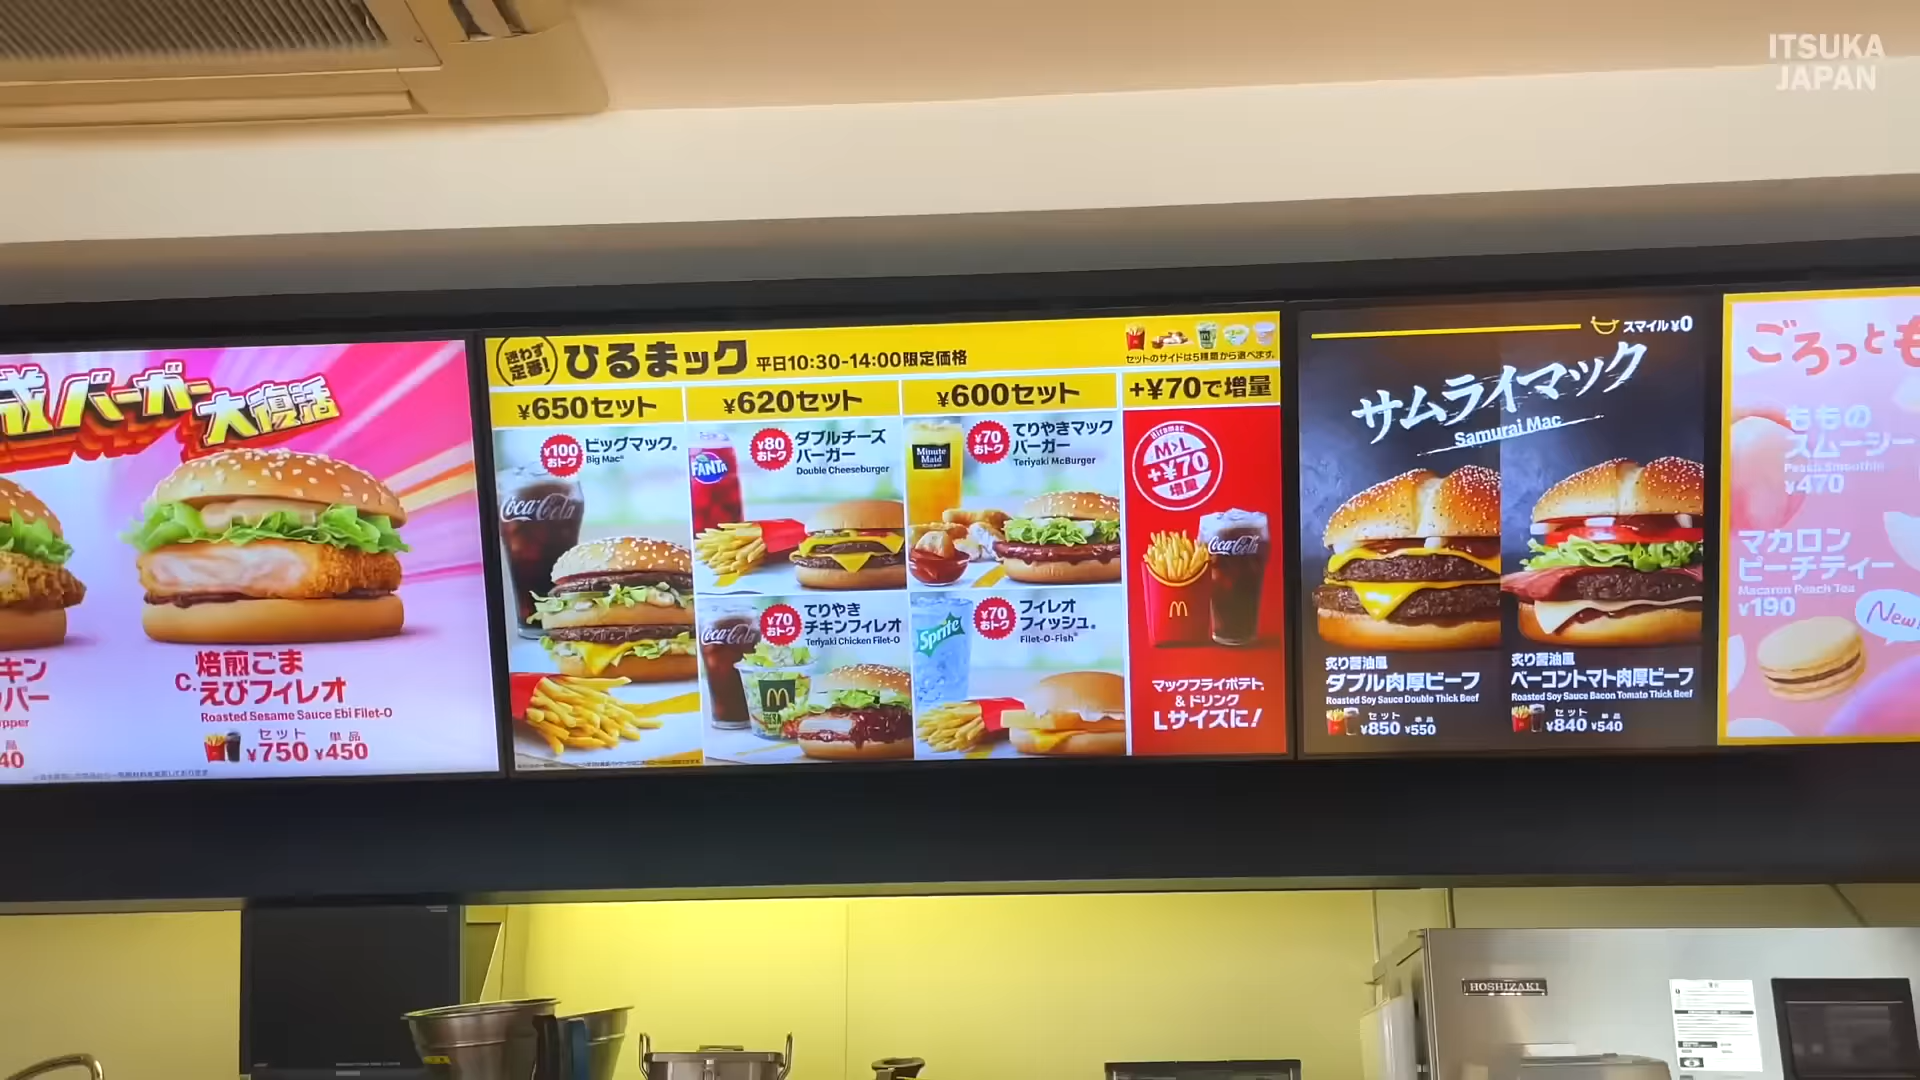 ITSUKA
JAPAN
成バーガー
大復活
キン
パー
pper
品
40
C.
焙煎ごま
えびフィレオ
Roasted Sesame Sauce Ebi Filet-O
セット
¥750
単品
¥450
迷わず
定番!
ひるまック
平日10:30-14:00限定価格
セットのサイドは5種類から選べます。
¥650セット
¥620セット
¥600セット
+¥70で増量
¥100
おトク
ビッグマック®
Big Mac®
Coca-Cola
¥80
おトク
ダブルチーズ
バーガー
Double Cheeseburger
FANTA
¥70
おトク
てりやきマック
バーガー
Teriyaki McBurger
Minute
Maid
¥70
おトク
てりやき
チキンフィレオ
Teriyaki Chicken Filet-O
Coca-Cola
¥70
おトク
フィレオ
フィッシュ®
Filet-O-Fish®
Sprite
Hiramac
M>L
+¥70
増量
Coca-Cola
マックフライポテト®
&ドリンク
Lサイズに!
スマイル¥0
サムライマック
Samurai Mac
炙り醤油風
ダブル肉厚ビーフ
Roasted Soy Sauce Double Thick Beef
セット
¥850
単品
¥550
炙り醤油風
ベーコントマト肉厚ビーフ
Roasted Soy Sauce Bacon Tomato Thick Beef
セット
¥840
単品
¥540
ごろっとも
ももの
スムージー
Peach Smoothie
¥470
マカロン
ピーチティー
Macaron Peach Tea
¥190
New!
HOSHIZAKI